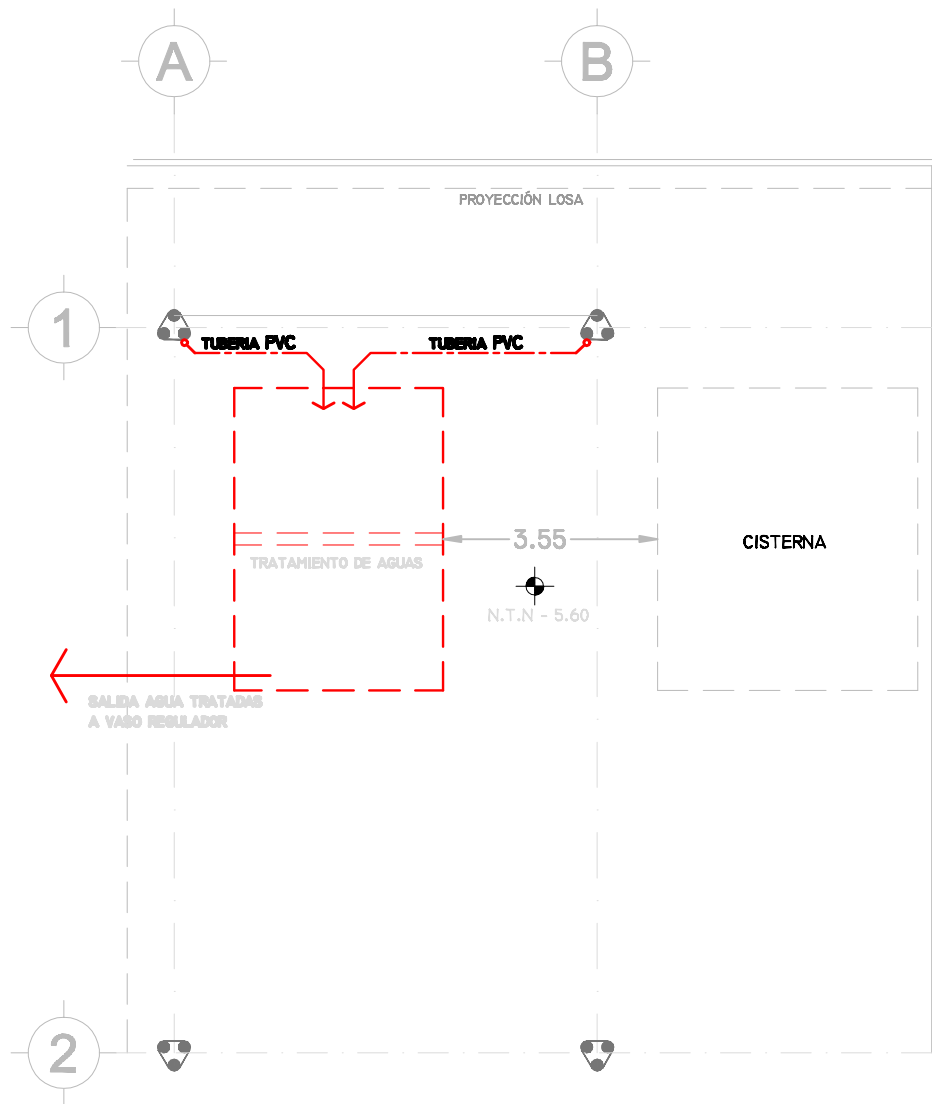 A
B
PROYECCIÓN LOSA
1
TUBERIA PVC
TUBERIA PVC
3.55
CISTERNA
TRATAMIENTO DE AGUAS
N.T.N - 5.60
SALIDA AGUA TRATADAS
A VASO REGULADOR
2